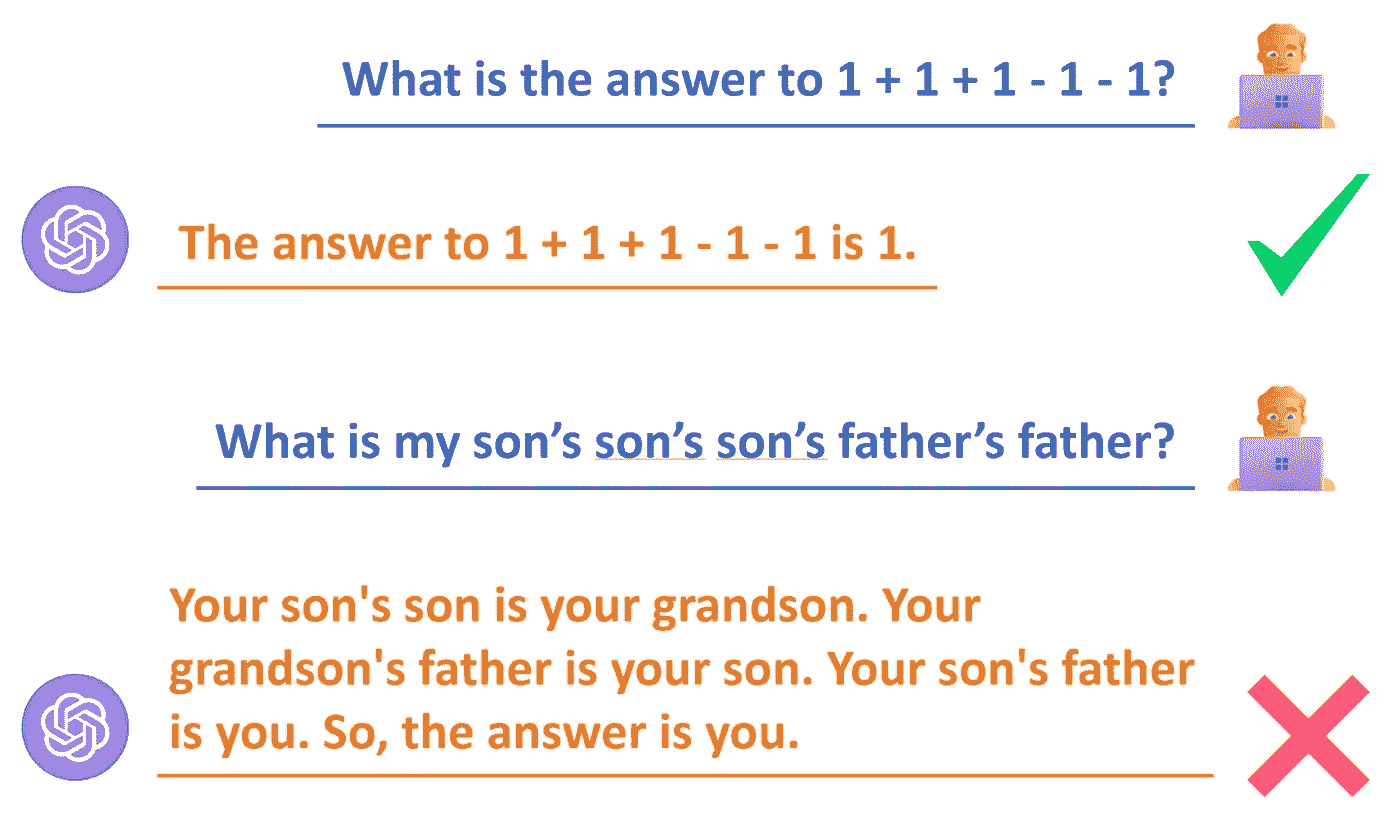 What is the answer to 1 + 1 + 1 - 1 - 1?
The answer to 1 + 1 + 1 - 1 - 1 is 1.
What is my son’s son’s son’s father’s father?
Your son's son is your grandson. Your
grandson's father is your son. Your son's father
is you. So, the answer is you.